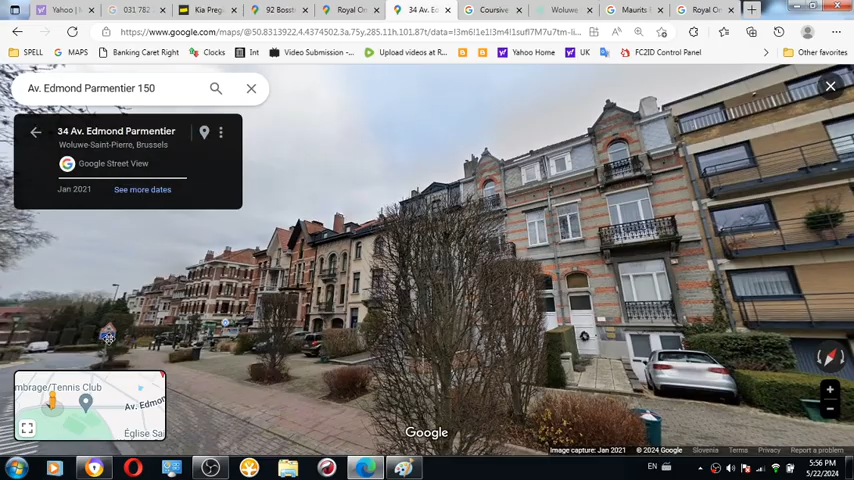 Yahoo |
031 782
Kia Preg
92 Bossti
Royal On
34 Av. Ed
Coursive
Woluwe
Maurits
Royal On
https://www.google.com/maps/@50.8313922,4.4374502,3a,75y,285.11h,101.87t/data=!3m6!1e1!3m4!1sufI7M7u7tm-li...
SPELL
MAPS
Banking Caret Right
Clocks
Int
Video Submission -...
Upload videos at R...
Yahoo Home
UK
FC2ID Control Panel
Other favorites
Av. Edmond Parmentier 150
34 Av. Edmond Parmentier
Woluwe-Saint-Pierre, Brussels
Google Street View
Jan 2021
See more dates
mbrage/Tennis Club
Av. Edmon
Église Sai
Google
Image capture: Jan 2021
© 2024 Google
Slovenia
Terms
Privacy
Report a problem
EN
5:56 PM
5/22/2024